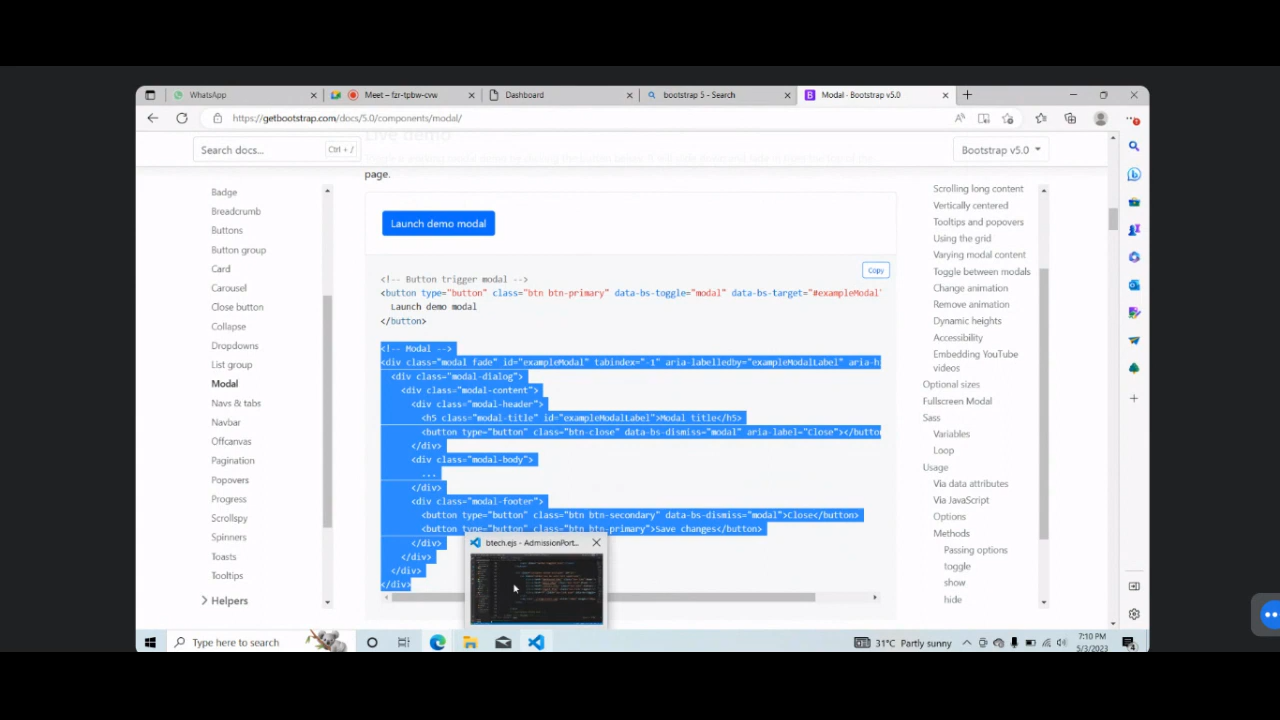 WhatsApp
Meet – fzr-tpbw-cvw
Dashboard
bootstrap 5 - Search
Modal · Bootstrap v5.0
https://getbootstrap.com/docs/5.0/components/modal/
Search docs...
Ctrl + /
Bootstrap v5.0
Live demo
page.
Badge
Breadcrumb
Buttons
Button group
Card
Carousel
Close button
Collapse
Dropdowns
List group
Modal
Navs & tabs
Navbar
Offcanvas
Pagination
Popovers
Progress
Scrollspy
Spinners
Toasts
Tooltips
Helpers
Launch demo modal
Copy
<!-- Button trigger modal -->
<button type="button" class="btn btn-primary" data-bs-toggle="modal" data-bs-target="#exampleModal"
Launch demo modal
</button>
<!-- Modal -->
<div class="modal fade" id="exampleModal" tabindex="-1" aria-labelledby="exampleModalLabel" aria-h
<div class="modal-dialog">
<div class="modal-content">
<div class="modal-header">
<h5 class="modal-title" id="exampleModalLabel">Modal title</h5>
<button type="button" class="btn-close" data-bs-dismiss="modal" aria-label="Close"></button
</div>
<div class="modal-body">
...
</div>
<div class="modal-footer">
<button type="button" class="btn btn-secondary" data-bs-dismiss="modal">Close</button>
<button type="button" class="btn btn-primary">Save changes</button>
</div>
</div>
</div>
</div>
btech.ejs - AdmissionPort...
Scrolling long content
Vertically centered
Tooltips and popovers
Using the grid
Varying modal content
Toggle between modals
Change animation
Remove animation
Dynamic heights
Accessibility
Embedding YouTube
videos
Optional sizes
Fullscreen Modal
Sass
Variables
Loop
Usage
Via data attributes
Via JavaScript
Options
Methods
Passing options
toggle
show
hide
Type here to search
31°C Partly sunny
7:10 PM
5/3/2023